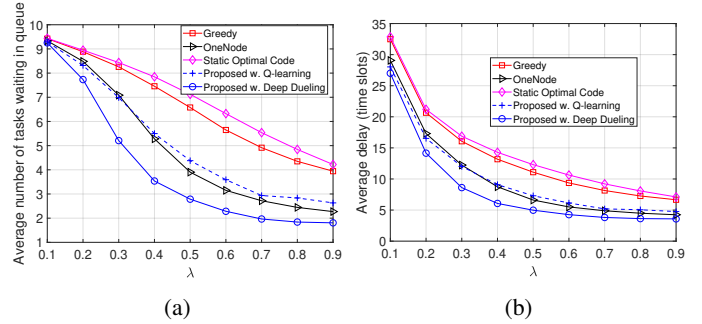 Average number of tasks waiting in queue
10
9
8
7
6
5
4
3
2
1
0.1 0.2 0.3 0.4 0.5 0.6 0.7 0.8 0.9
λ
Greedy
OneNode
Static Optimal Code
Proposed w. Q-learning
Proposed w. Deep Dueling
(a)
Average delay (time slots)
35
30
25
20
15
10
5
0
0.1 0.2 0.3 0.4 0.5 0.6 0.7 0.8 0.9
λ
Greedy
OneNode
Static Optimal Code
Proposed w. Q-learning
Proposed w. Deep Dueling
(b)